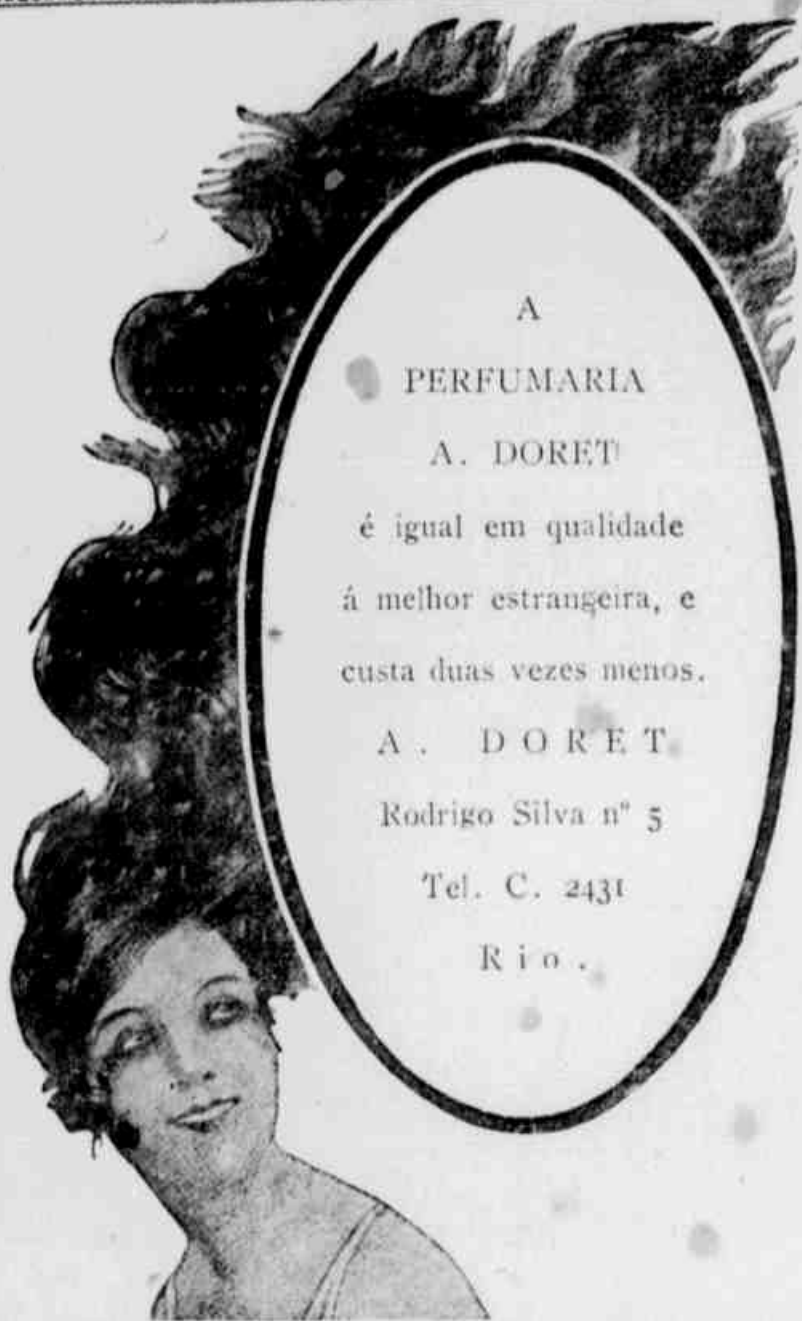 A
PERFUMARIA
A. DORET
é igual em qualidade
á melhor estrangeira, e
custa duas vezes menos.
A. DORET
Rodrigo Silva nº 5
Tel. C. 2431
Rio.